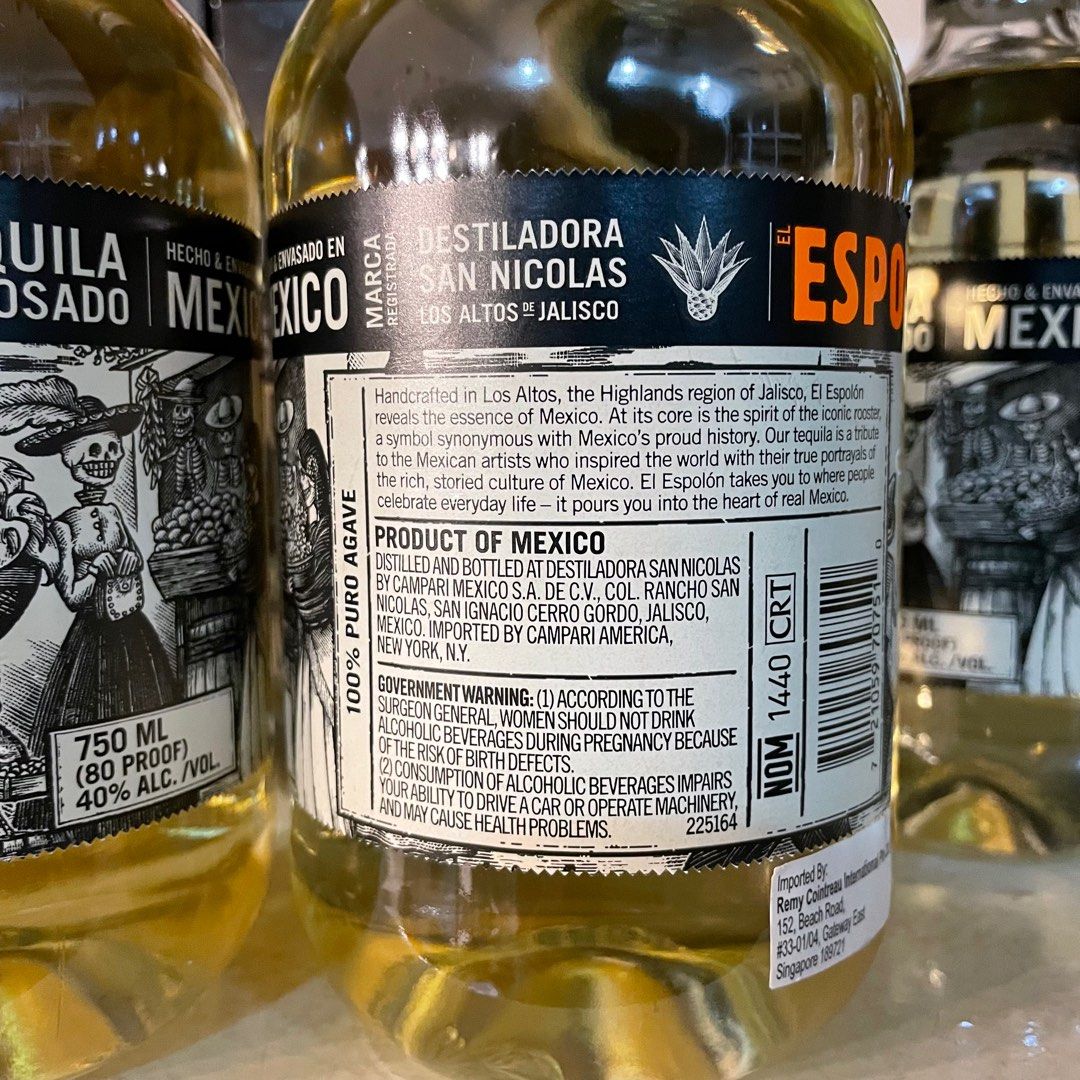 QUILA
OSADO
HECHO &
MEXIC
750 ML
(80 PROOF)
40% ALC. /VOL.
& ENVASADO EN
EXICO
MARCA
REGISTRADA
DESTILADORA
SAN NICOLAS
LOS ALTOS DE JALISCO
EL
ESPO
100% PURO AGAVE
Handcrafted in Los Altos, the Highlands region of Jalisco, El Espolón
reveals the essence of Mexico. At its core is the spirit of the iconic rooster,
a symbol synonymous with Mexico's proud history. Our tequila is a tribute
to the Mexican artists who inspired the world with their true portrayals of
the rich, storied culture of Mexico. El Espolón takes you to where people
celebrate everyday life – it pours you into the heart of real Mexico.
PRODUCT OF MEXICO
DISTILLED AND BOTTLED AT DESTILADORA SAN NICOLAS
BY CAMPARI MEXICO S.A. DE C.V., COL. RANCHO SAN
NICOLAS, SAN IGNACIO CERRO GORDO, JALISCO,
MEXICO. IMPORTED BY CAMPARI AMERICA,
NEW YORK, N.Y.
GOVERNMENT WARNING: (1) ACCORDING TO THE
SURGEON GENERAL, WOMEN SHOULD NOT DRINK
ALCOHOLIC BEVERAGES DURING PREGNANCY BECAUSE
OF THE RISK OF BIRTH DEFECTS.
(2) CONSUMPTION OF ALCOHOLIC BEVERAGES IMPAIRS
YOUR ABILITY TO DRIVE A CAR OR OPERATE MACHINERY,
AND MAY CAUSE HEALTH PROBLEMS.
225164
NOM 1440 CRT
7 21059 70751 0
Imported By:
Remy Cointreau International
152, Beach Road,
#33-01/04, Gateway East
Singapore 189721
HECHO & ENVA
MEXI
ML
PROOF)
ALC. /VOL.